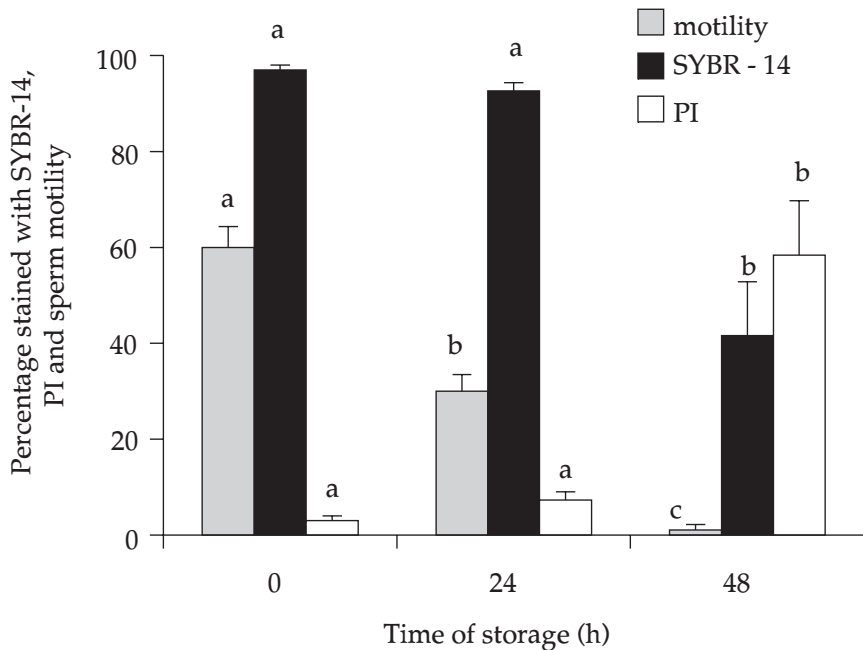 motility
SYBR - 14
PI
Percentage stained with SYBR-14,
PI and sperm motility
100
80
60
40
20
0
a
a
a
b
a
a
c
b
b
0
24
48
Time of storage (h)